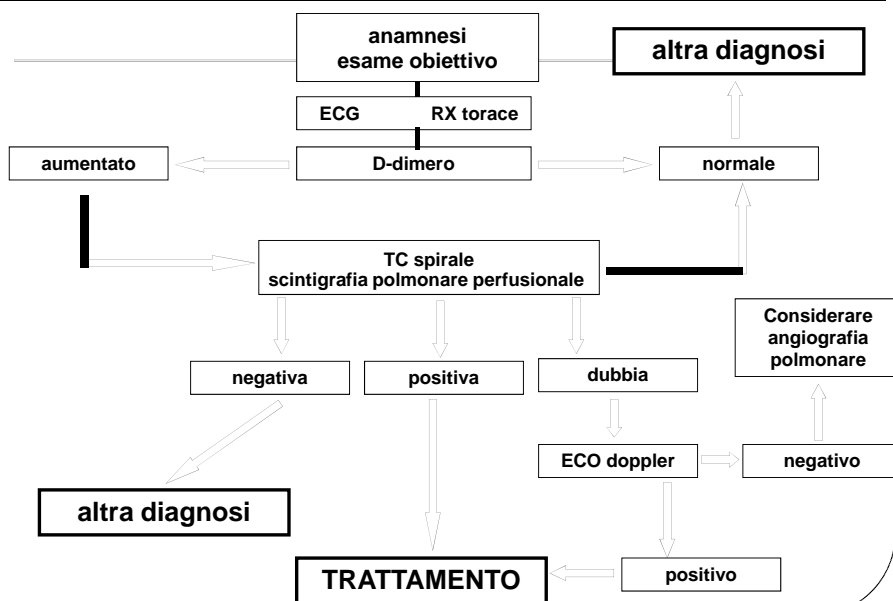 anamnesi
esame obiettivo
altra diagnosi
ECG RX torace
aumentato
D-dimero
normale
TC spirale
scintigrafia polmonare perfusionale
Considerare
angiografia
polmonare
negativa
positiva
dubbia
ECO doppler
negativo
altra diagnosi
TRATTAMENTO
positivo